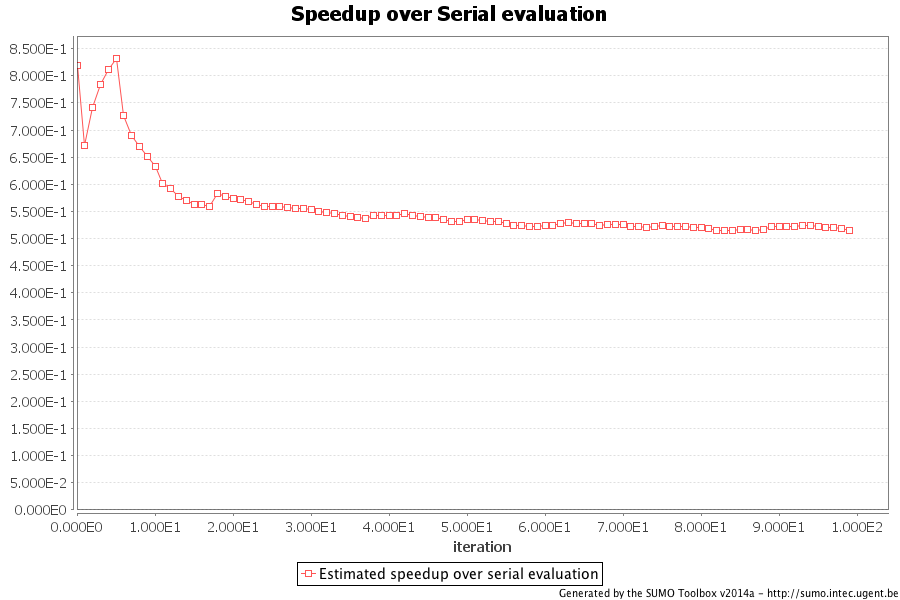 Speedup over Serial evaluation
8.500E-1
8.000E-1
7.500E-1
7.000E-1
6.500E-1
6.000E-1
5.500E-1
5.000E-1
4.500E-1
4.000E-1
3.500E-1
3.000E-1
2.500E-1
2.000E-1
1.500E-1
1.000E-1
5.000E-2
0.000E0
0.000E0 1.000E1 2.000E1 3.000E1 4.000E1 5.000E1 6.000E1 7.000E1 8.000E1 9.000E1 1.000E2
iteration
Estimated speedup over serial evaluation
Generated by the SUMO Toolbox v2014a - http://sumo.intec.ugent.be